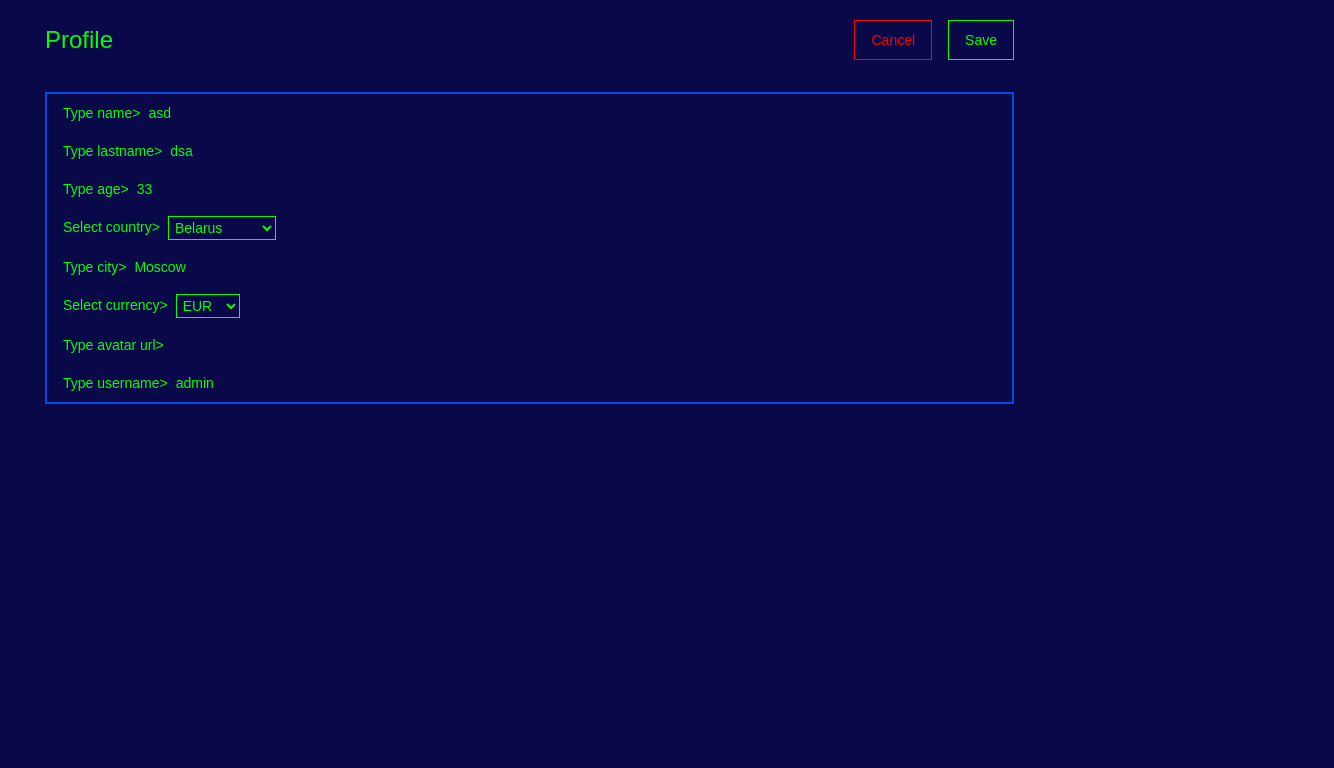 Profile
Cancel
Save
Type name> asd
Type lastname> dsa
Type age> 33
Select country> Belarus
Type city> Moscow
Select currency> EUR
Type avatar url>
Type username> admin